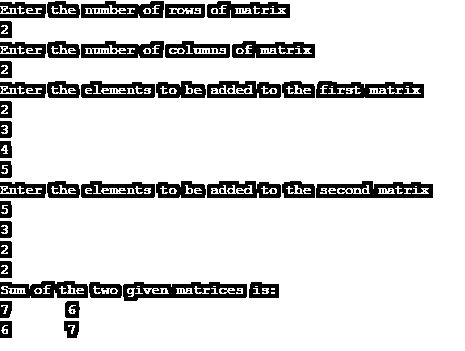 Enter the number of rows of matrix
2
Enter the number of columns of matrix
2
Enter the elements to be added to the first matrix
2
3
4
5
Enter the elements to be added to the second matrix
5
3
2
2
Sum of the two given matrices is:
7 6
6 7